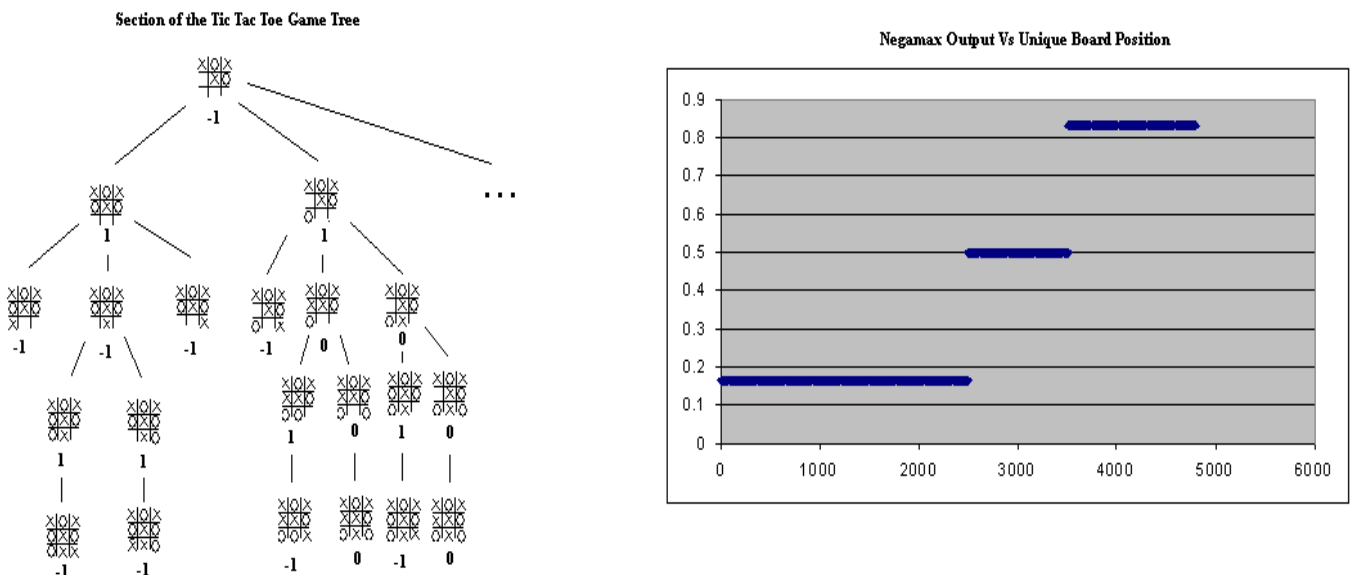 Section of the Tic Tac Toe Game Tree
-1
...
1 1
-1 -1 -1 -1 0 0
1 1 1 0 1 0
-1 -1 -1 0 -1 0
Negamax Output Vs Unique Board Position
0.9
0.8
0.7
0.6
0.5
0.4
0.3
0.2
0.1
0
0 1000 2000 3000 4000 5000 6000